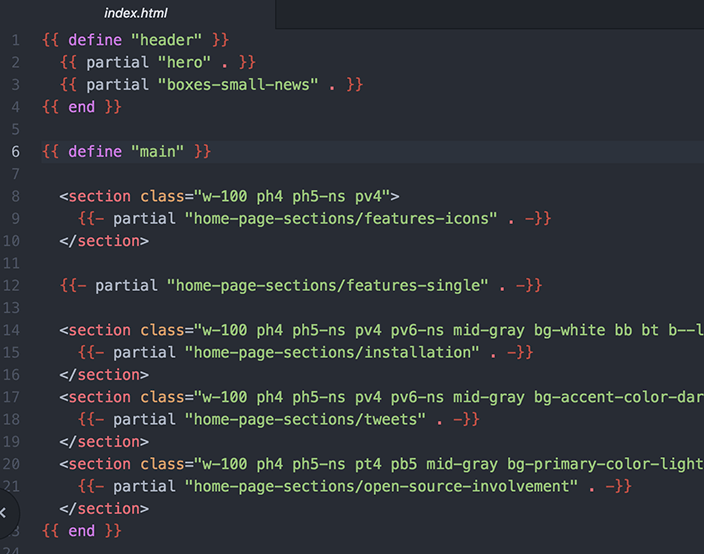 index.html
1 {{ define "header" }}
2 {{ partial "hero" . }}
3 {{ partial "boxes-small-news" . }}
4 {{ end }}
5
6 {{ define "main" }}
7
8 <section class="w-100 ph4 ph5-ns pv4">
9 {{- partial "home-page-sections/features-icons" . -}}
10 </section>
11
12 {{- partial "home-page-sections/features-single" . -}}
13
14 <section class="w-100 ph4 ph5-ns pv4 pv6-ns mid-gray bg-white bb bt b--l
15 {{- partial "home-page-sections/installation" . -}}
16 </section>
17 <section class="w-100 ph4 ph5-ns pv4 pv6-ns mid-gray bg-accent-color-dar
18 {{- partial "home-page-sections/tweets" . -}}
19 </section>
20 <section class="w-100 ph4 ph5-ns pt4 pb5 mid-gray bg-primary-color-light
21 {{- partial "home-page-sections/open-source-involvement" . -}}
</section>
3 {{ end }}
24